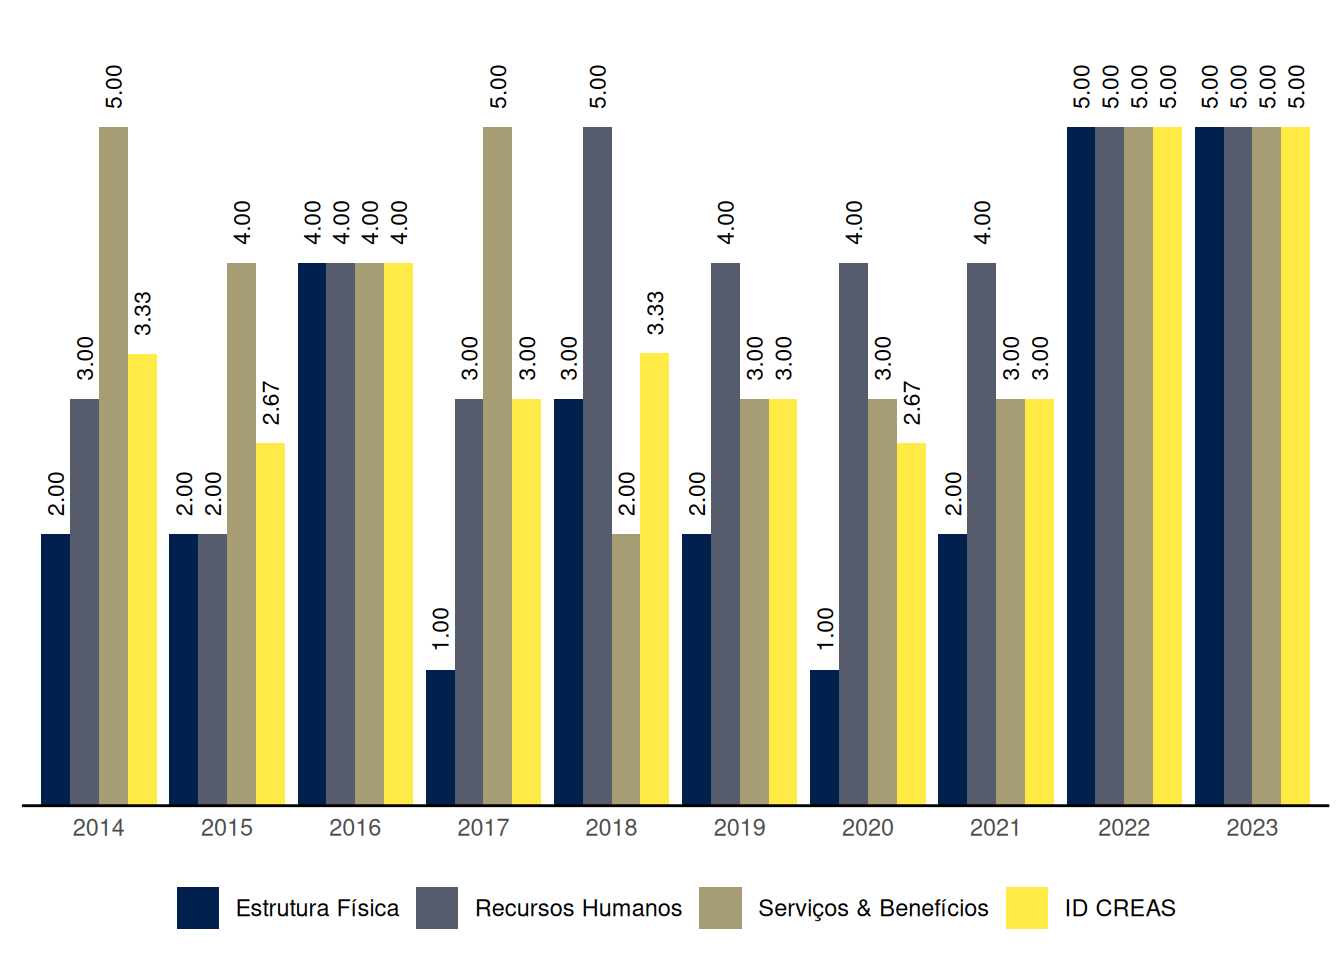 2.00 3.00 5.00 3.33
2.00 2.00 4.00 2.67
4.00 4.00 4.00 4.00
1.00 3.00 5.00 3.00
3.00 5.00 2.00 3.33
2.00 4.00 3.00 3.00
1.00 4.00 3.00 2.67
2.00 4.00 3.00 3.00
5.00 5.00 5.00 5.00
5.00 5.00 5.00 5.00
2014 2015 2016 2017 2018 2019 2020 2021 2022 2023
Estrutura Física Recursos Humanos Serviços & Benefícios ID CREAS